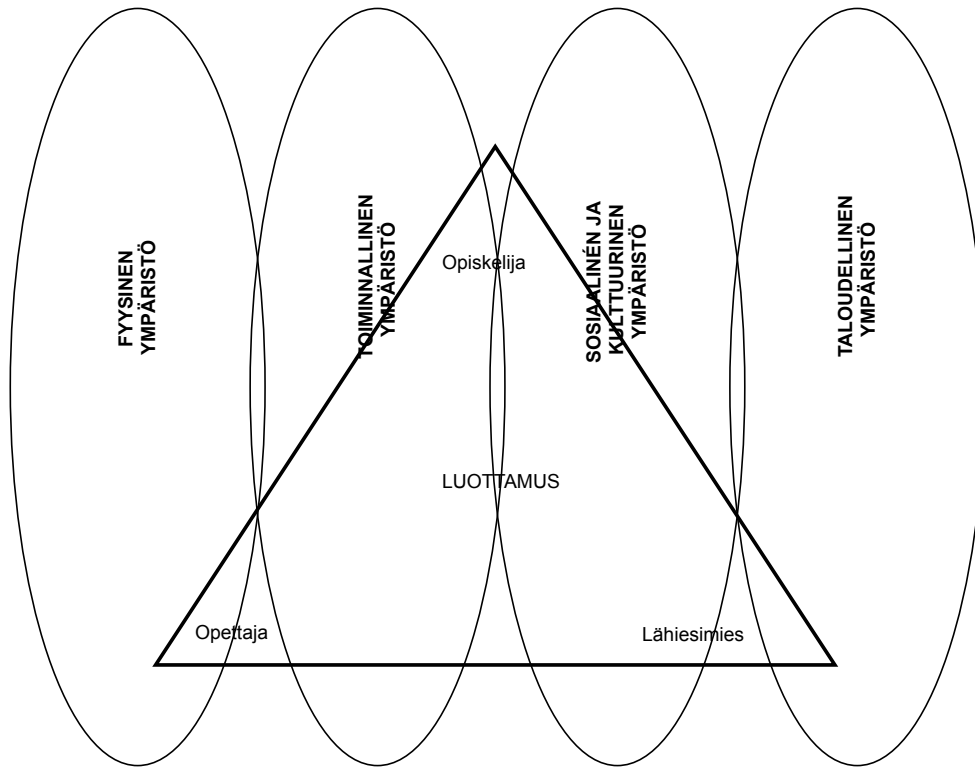 FYYSINEN
YMPÄRISTÖ
TOIMINNALLINEN
YMPÄRISTÖ
SOSIAALINEN JA
KULTTUURINEN
YMPÄRISTÖ
TALOUDELLINEN
YMPÄRISTÖ
Opiskelija
LUOTTAMUS
Opettaja
Lähiesimies